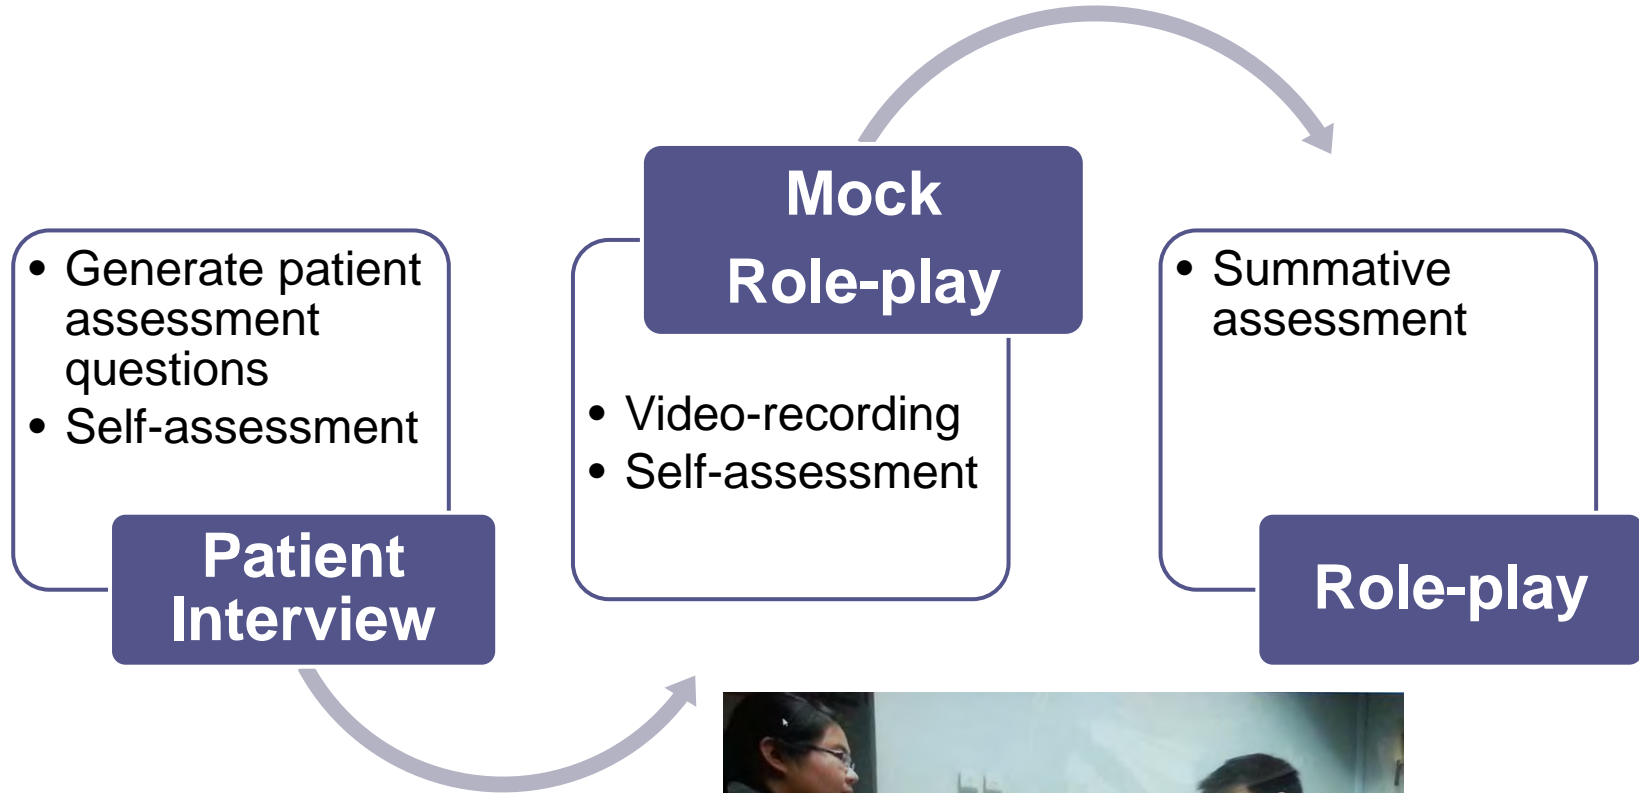 • Generate patient
assessment
questions
• Self-assessment
Patient
Interview
Mock
Role-play
• Video-recording
• Self-assessment
• Summative
assessment
Role-play